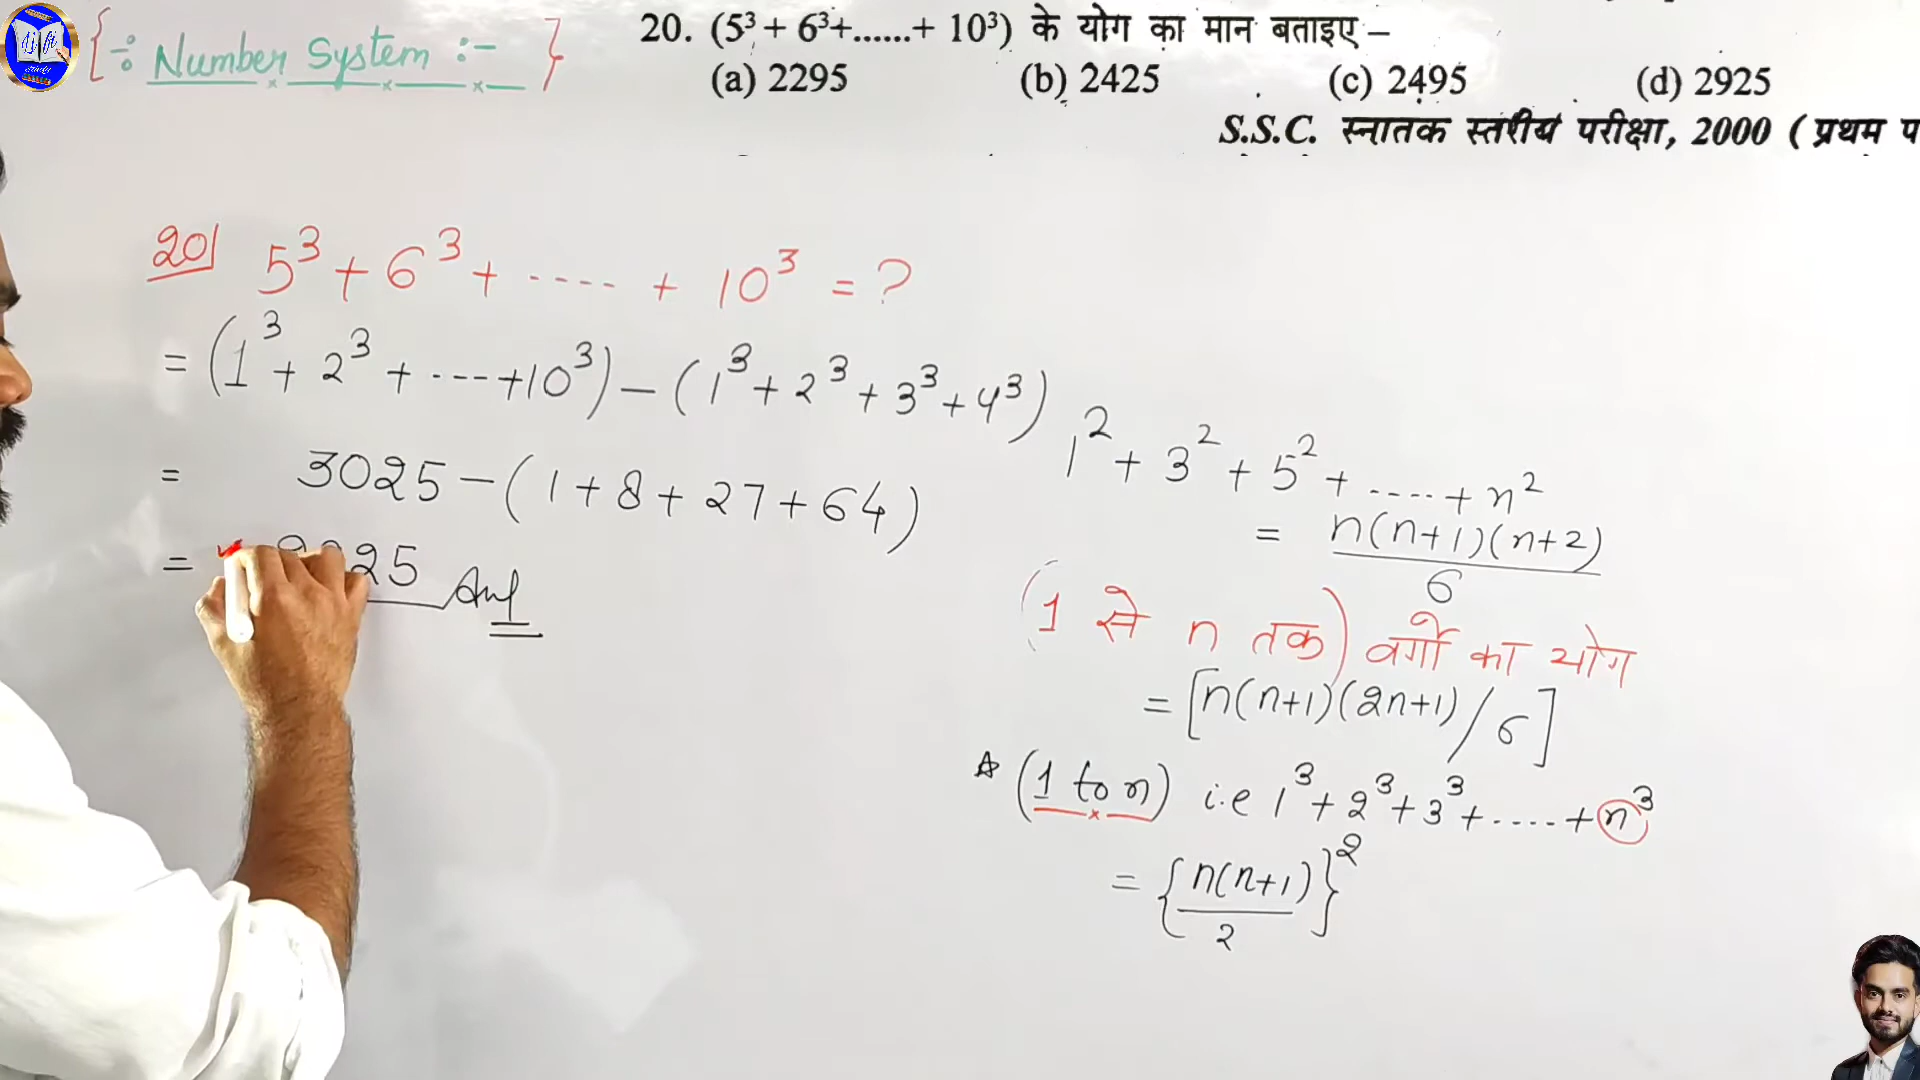 { ÷ Number System :- }
20. (5³ + 6³+......+ 10³) के योग का मान बताइए –
(a) 2295 (b) 2425 (c) 2495 (d) 2925
S.S.C. स्नातक स्तरीय परीक्षा, 2000 ( प्रथम
20] 5³ + 6³ + ---- + 10³ = ?
= (1³ + 2³ + ---- +10³) – (1³ + 2³ + 3³ + 4³)
= 3025 – (1 + 8 + 27 + 64)
= 25 Ans
1² + 3² + 5² + ---- + n²
= n(n+1)(n+2)
6
(1 से n तक) वर्गो का योग
= [n(n+1)(2n+1)/6]
☆ (1 to n) i.e 1³ + 2³ + 3³ + ---- + n³
= {n(n+1)}²
2